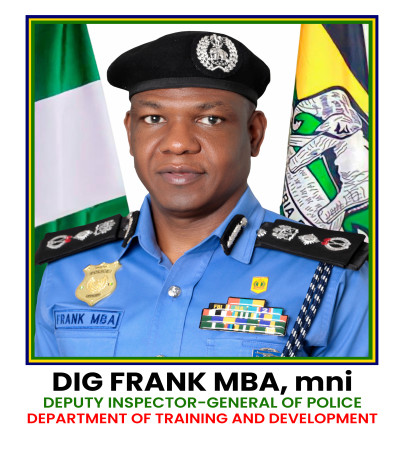 FRANK MBA
DIG FRANK MBA, mni
DEPUTY INSPECTOR-GENERAL OF POLICE
DEPARTMENT OF TRAINING AND DEVELOPMENT